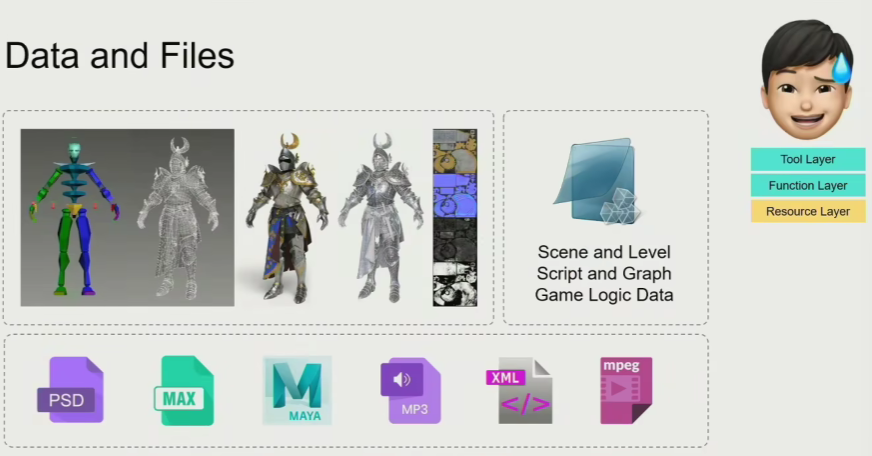 Data and Files
Tool Layer
Function Layer
Resource Layer
Scene and Level
Script and Graph
Game Logic Data
PSD
MAX
MAYA
MP3
XML
</>
mpeg